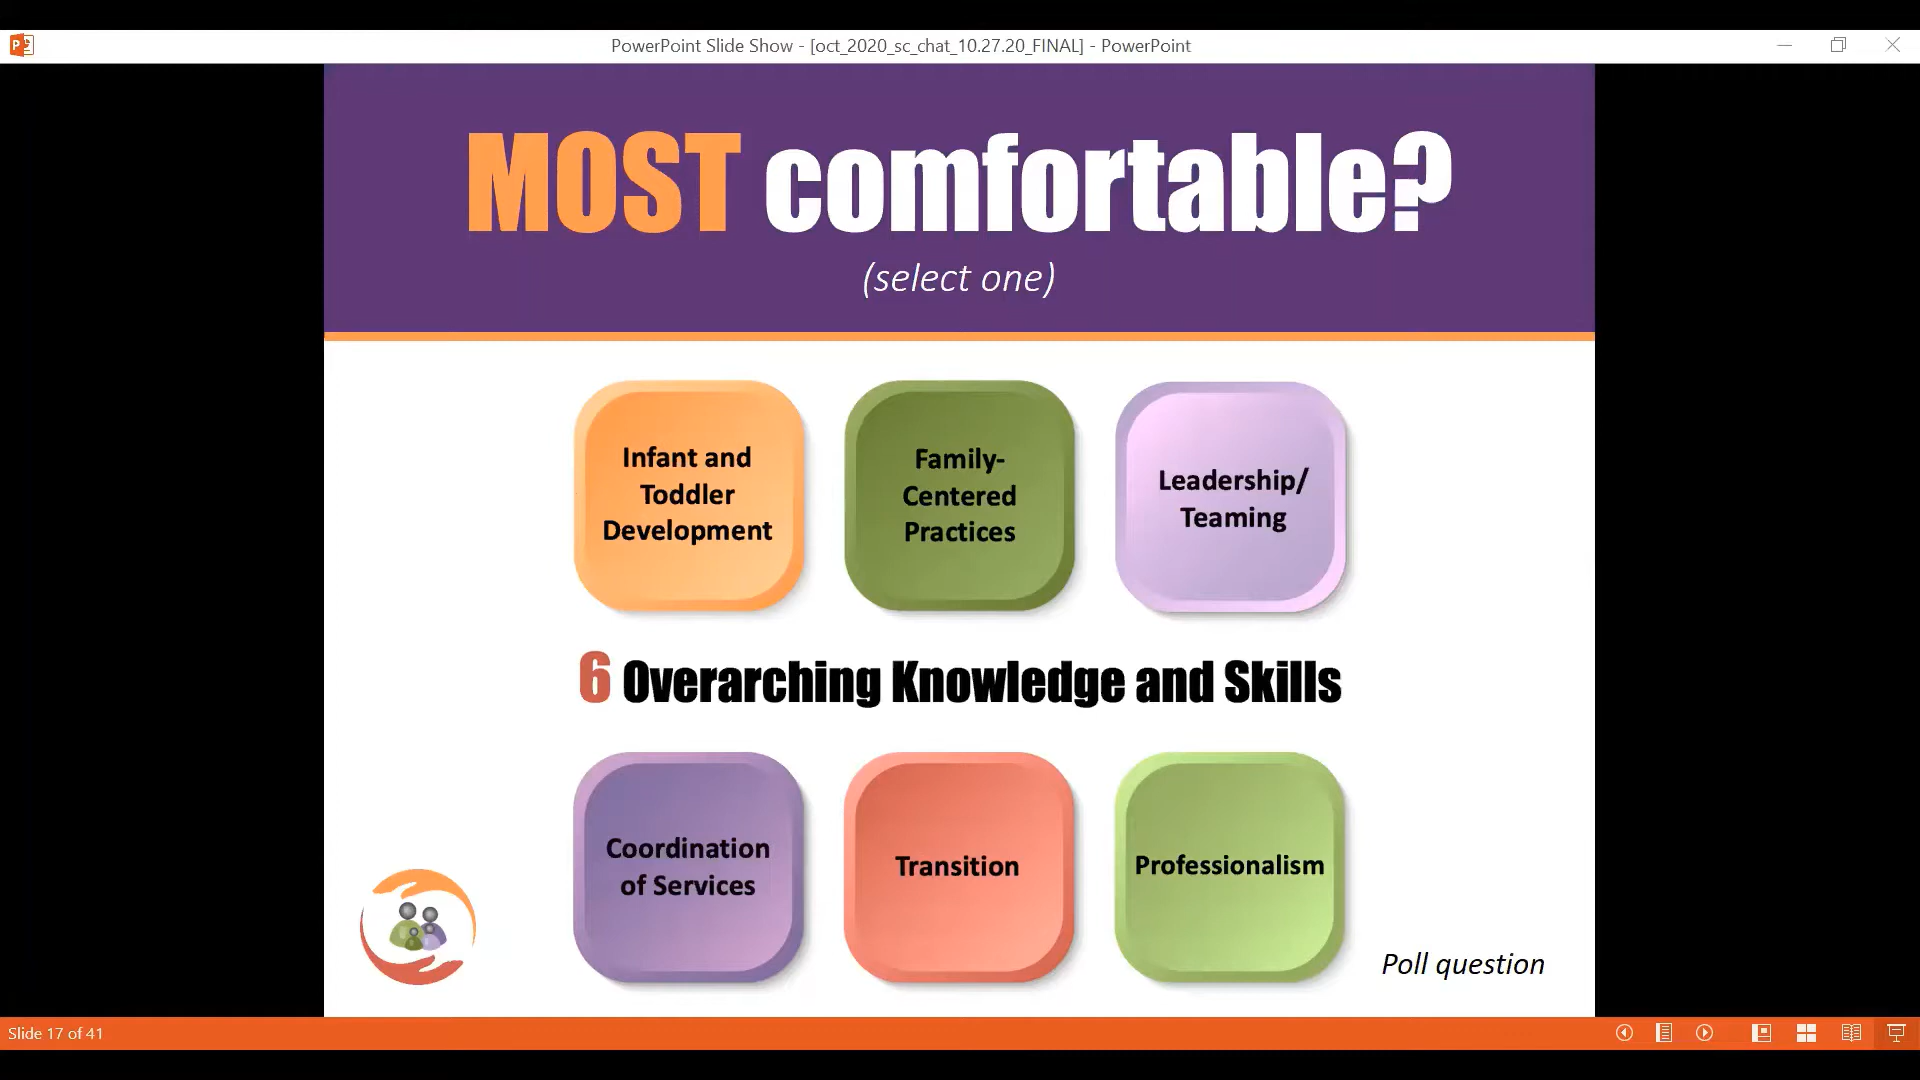 PowerPoint Slide Show - [oct_2020_sc_chat_10.27.20_FINAL] - PowerPoint
MOST comfortable?
(select one)
Infant and
Toddler
Development
Family-
Centered
Practices
Leadership/
Teaming
6 Overarching Knowledge and Skills
Coordination
of Services
Transition
Professionalism
Poll question
Slide 17 of 41